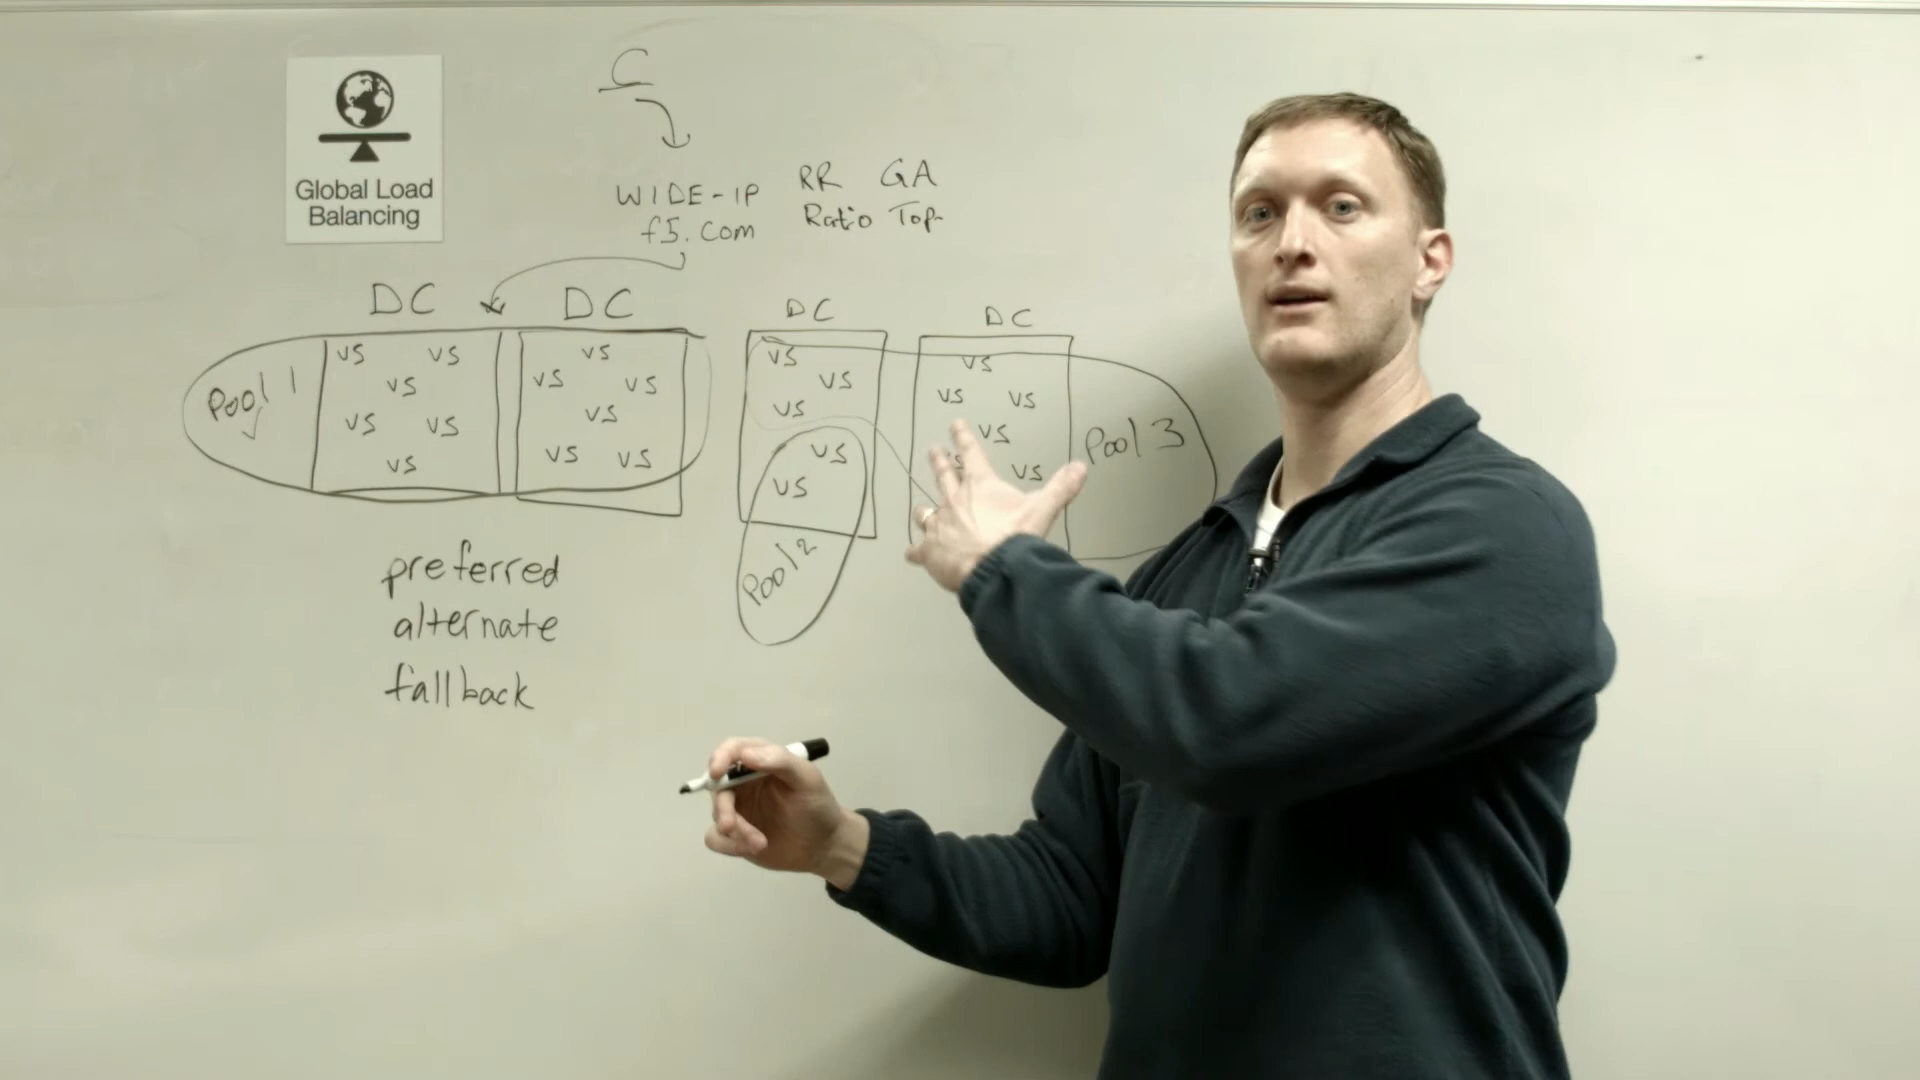 C
Global Load
Balancing
WIDE-IP
f5.com
RR GA
Ratio Top
DC
DC
DC
DC
Pool 1
VS VS
VS
VS VS
VS
VS
VS VS
VS
VS VS
VS
VS
VS
VS
VS
Pool 2
VS
VS VS
VS
VS
Pool 3
preferred
alternate
fallback